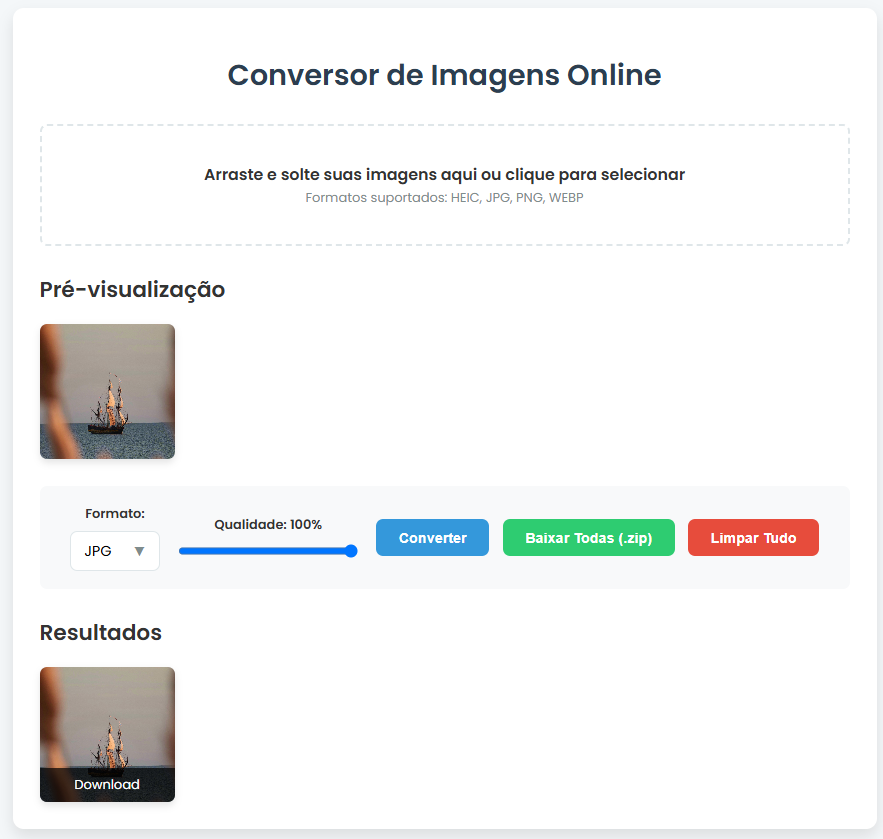 Conversor de Imagens Online
Arraste e solte suas imagens aqui ou clique para selecionar
Formatos suportados: HEIC, JPG, PNG, WEBP
Pré-visualização
Formato:
JPG
Qualidade: 100%
Converter
Baixar Todas (.zip)
Limpar Tudo
Resultados
Download